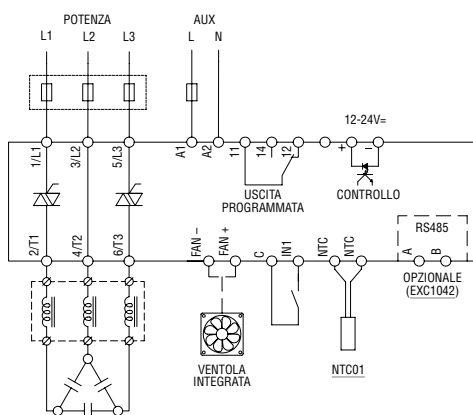 POTENZA
AUX
L1
L2
L3
L
N
12-24V=
1/L1
3/L2
5/L3
A1
A2
11
14
12
+
–
USCITA
PROGRAMMATA
CONTROLLO
2/T1
4/T2
6/T3
FAN –
FAN +
C
IN1
NTC
NTC
RS485
A
B
OPZIONALE
(EXC1042)
VENTOLA
INTEGRATA
NTC01